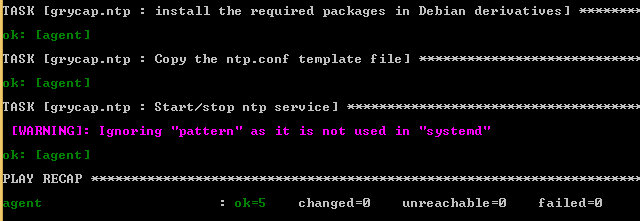 TASK [grycap.ntp : install the required packages in Debian derivatives] ********
ok: [agent]
TASK [grycap.ntp : Copy the ntp.conf template file] ****************************
ok: [agent]
TASK [grycap.ntp : Start/stop ntp service] *************************************
[WARNING]: Ignoring "pattern" as it is not used in "systemd"
ok: [agent]
PLAY RECAP *********************************************************************
agent : ok=5 changed=0 unreachable=0 failed=0